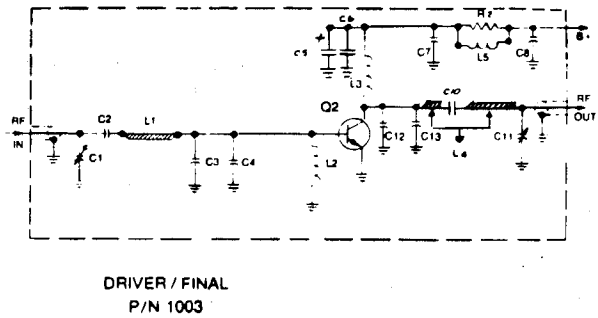 C6
R2
+
C5
C7
L5
C8
B+
L3
C10
Q2
RF
OUT
RF
IN
C2
L1
C12
C13
C11
C1
C3
C4
L2
L4
DRIVER / FINAL
P/N 1003